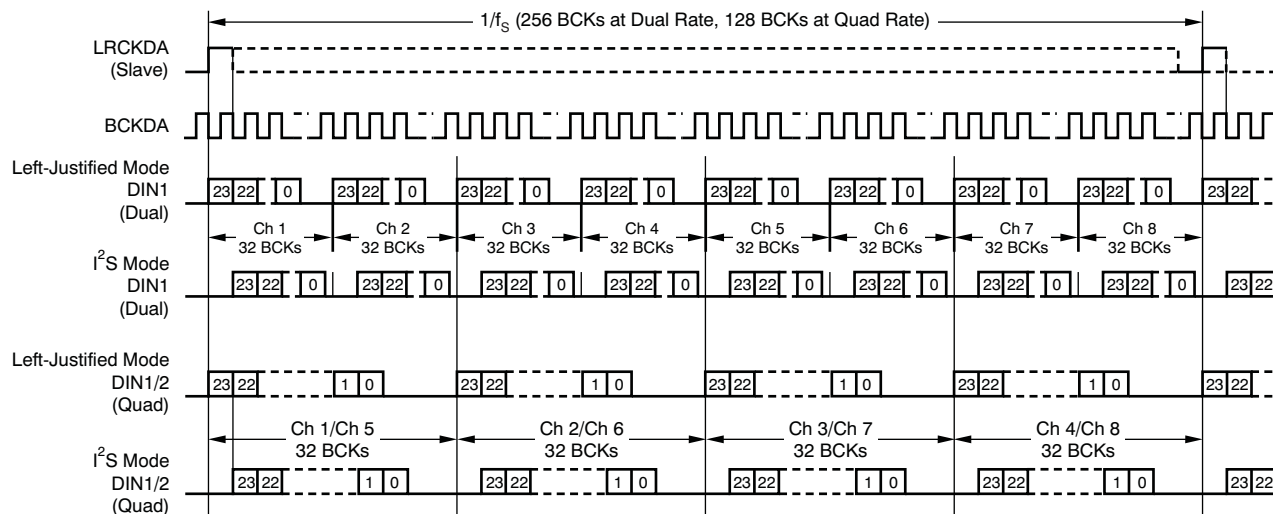 1/fS (256 BCKs at Dual Rate, 128 BCKs at Quad Rate)
LRCKDA
(Slave)
BCKDA
Left-Justified Mode
DIN1
(Dual)
23 22 0 23 22 0 23 22 0 23 22 0 23 22 0 23 22 0 23 22 0 23 22 0 23 22
Ch 1 Ch 2 Ch 3 Ch 4 Ch 5 Ch 6 Ch 7 Ch 8
32 BCKs 32 BCKs 32 BCKs 32 BCKs 32 BCKs 32 BCKs 32 BCKs 32 BCKs
I²S Mode
DIN1
(Dual)
23 22 0 23 22 0 23 22 0 23 22 0 23 22 0 23 22 0 23 22 0 23 22 0 23 22
Left-Justified Mode
DIN1/2
(Quad)
23 22 1 0 23 22 1 0 23 22 1 0 23 22 1 0 23 22
Ch 1/Ch 5 Ch 2/Ch 6 Ch 3/Ch 7 Ch 4/Ch 8
32 BCKs 32 BCKs 32 BCKs 32 BCKs
I²S Mode
DIN1/2
(Quad)
23 22 1 0 23 22 1 0 23 22 1 0 23 22 1 0 23 22